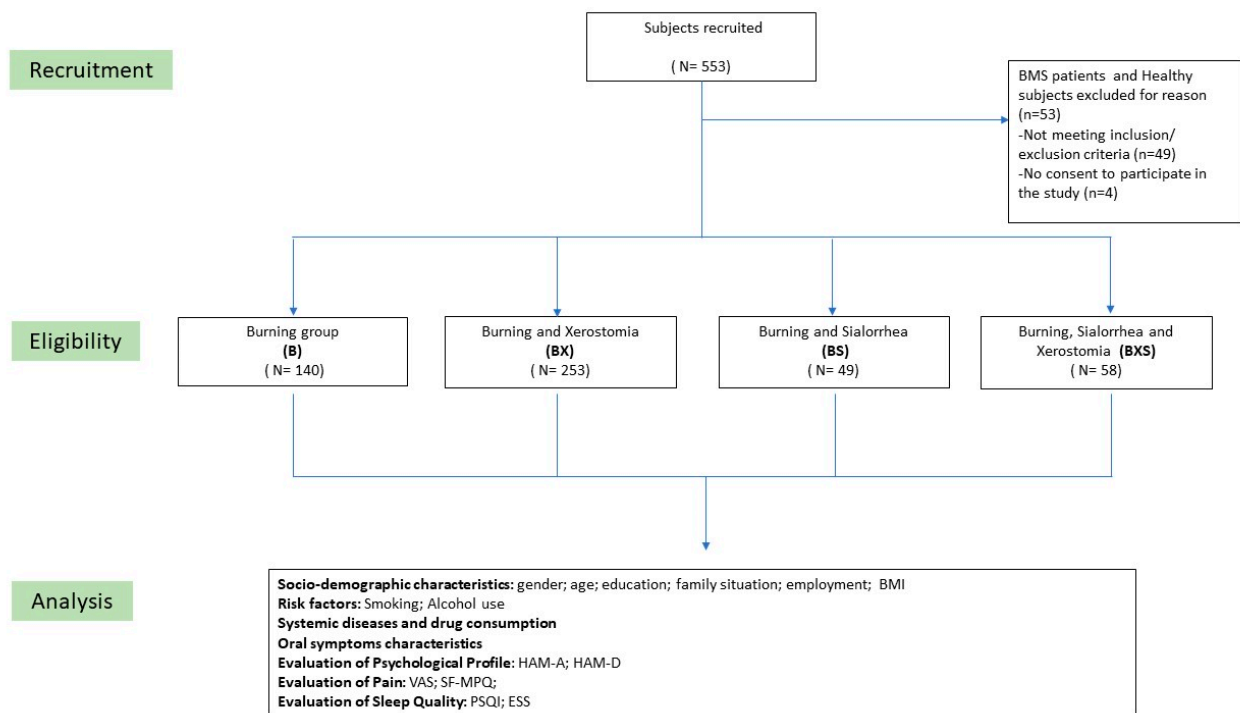 Subjects recruited
( N= 553)
Recruitment
BMS patients and Healthy
subjects excluded for reason
(n=53)
-Not meeting inclusion/
exclusion criteria (n=49)
-No consent to participate in
the study (n=4)
Eligibility
Burning group
(B)
( N= 140)
Burning and Xerostomia
(BX)
( N= 253)
Burning and Sialorrhea
(BS)
( N= 49)
Burning, Sialorrhea and
Xerostomia (BXS)
( N= 58)
Analysis
Socio-demographic characteristics: gender; age; education; family situation; employment; BMI
Risk factors: Smoking; Alcohol use
Systemic diseases and drug consumption
Oral symptoms characteristics
Evaluation of Psychological Profile: HAM-A; HAM-D
Evaluation of Pain: VAS; SF-MPQ;
Evaluation of Sleep Quality: PSQI; ESS